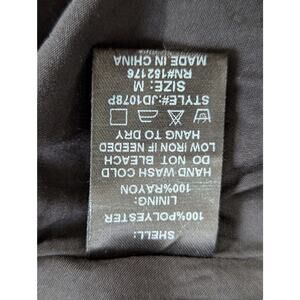 SHELL:
100%POLYESTER
LINING:
100%RAYON
HAND WASH COLD
DO NOT BLEACH
LOW IRON IF NEEDED
HANG TO DRY
STYLE#:JD1078P
SIZE: M
RN#152176
MADE IN CHINA